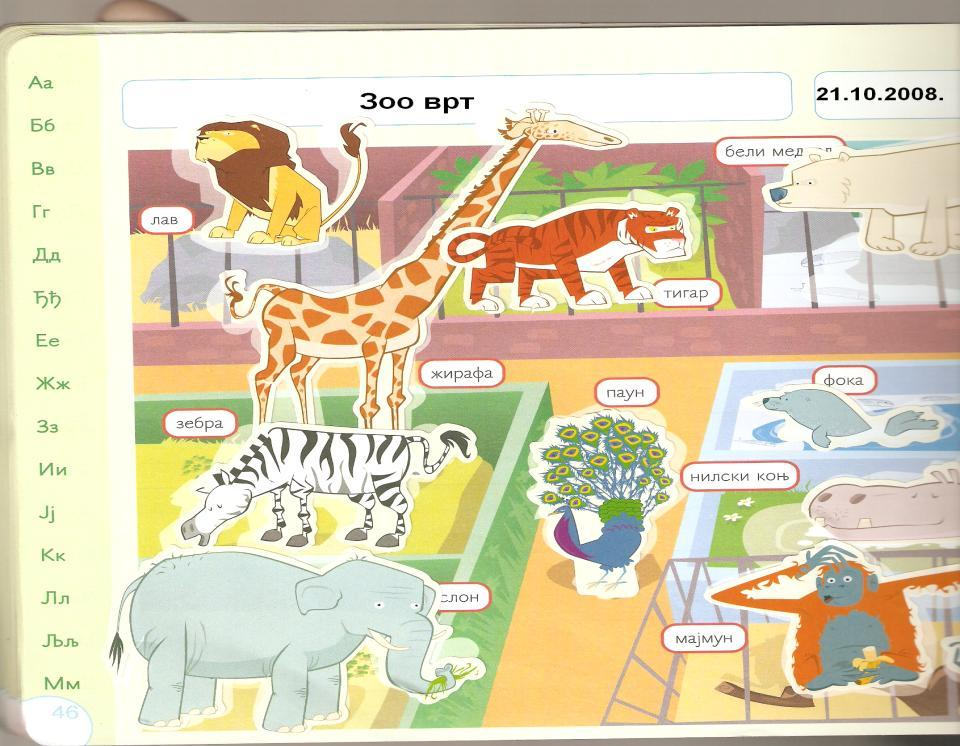 Зоо врт
21.10.2008.
Аа
Бб
Вв
Гг
Дд
Ђђ
Ее
Жж
Зз
Ии
Јј
Кк
Лл
Љљ
Мм
46
лав
бели
тигар
жирафа
зебра
паун
фока
нилски коњ
слон
мајмун